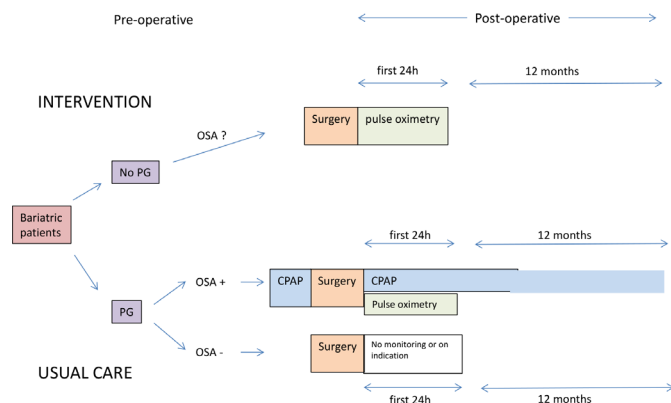 Pre-operative
Post-operative
first 24h
12 months
INTERVENTION
Surgery
pulse oximetry
OSA ?
No PG
Bariatric
patients
first 24h
12 months
OSA +
CPAP
Surgery
CPAP
Pulse oximetry
PG
OSA -
Surgery
No monitoring or on
indication
USUAL CARE
first 24h
12 months